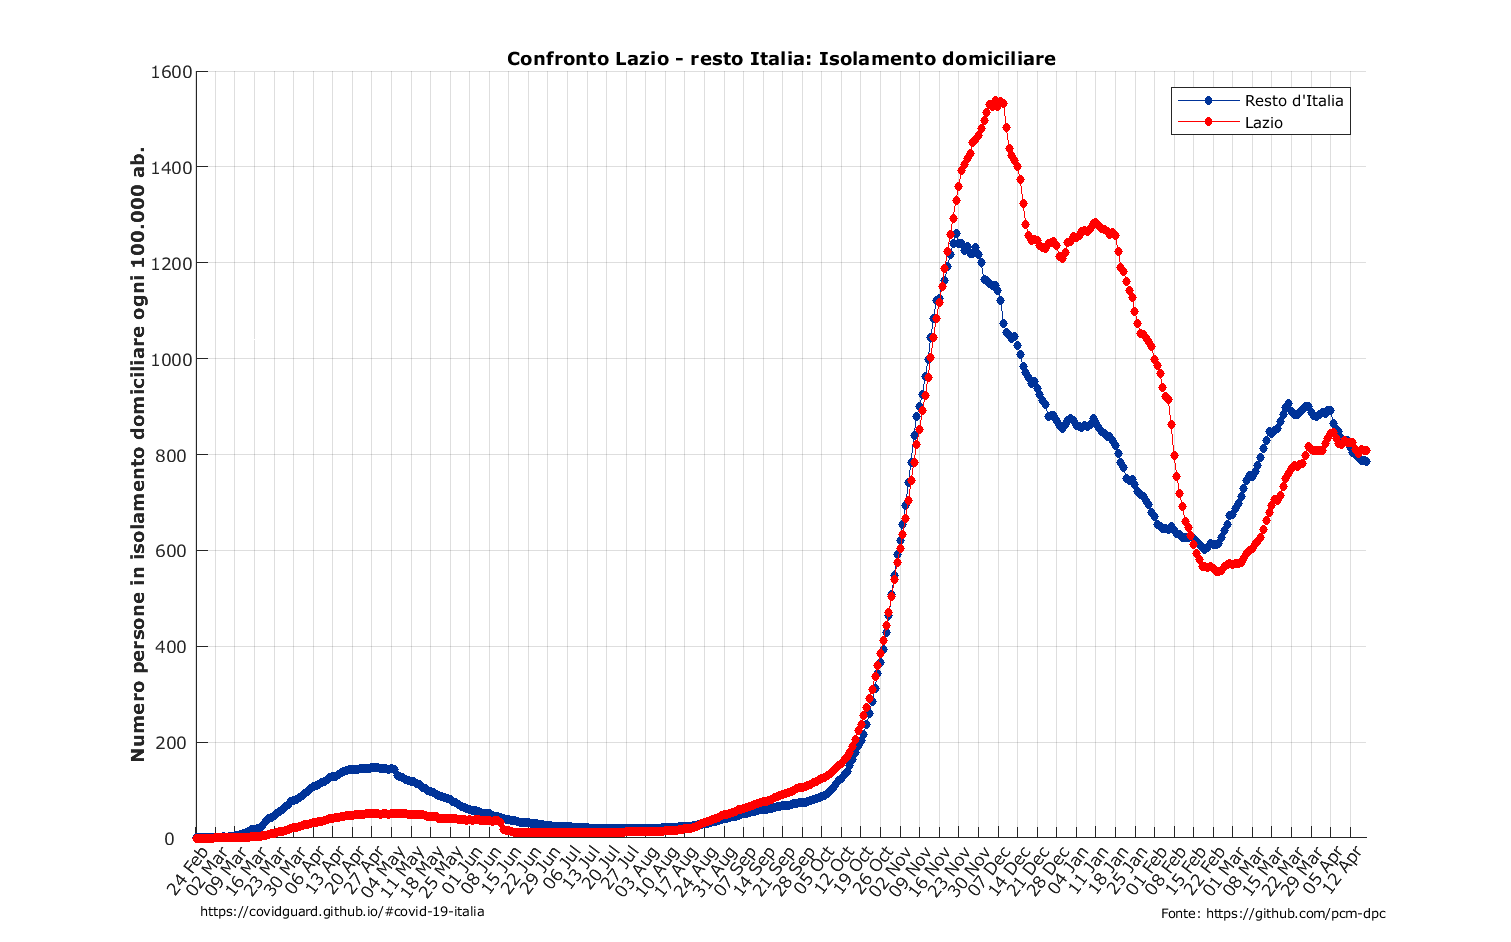 Confronto Lazio - resto Italia: Isolamento domiciliare
Numero persone in isolamento domiciliare ogni 100.000 ab.
1600
1400
1200
1000
800
600
400
200
0
Resto d'Italia
Lazio
24 Feb
02 Mar
09 Mar
16 Mar
23 Mar
30 Mar
06 Apr
13 Apr
20 Apr
27 Apr
04 May
11 May
18 May
25 May
01 Jun
08 Jun
15 Jun
22 Jun
29 Jun
06 Jul
13 Jul
20 Jul
27 Jul
03 Aug
10 Aug
17 Aug
24 Aug
31 Aug
07 Sep
14 Sep
21 Sep
28 Sep
05 Oct
12 Oct
19 Oct
26 Oct
02 Nov
09 Nov
16 Nov
23 Nov
30 Nov
07 Dec
14 Dec
21 Dec
28 Dec
04 Jan
11 Jan
18 Jan
25 Jan
01 Feb
08 Feb
15 Feb
22 Feb
01 Mar
08 Mar
15 Mar
22 Mar
29 Mar
05 Apr
12 Apr
https://covidguard.github.io/#covid-19-italia
Fonte: https://github.com/pcm-dpc